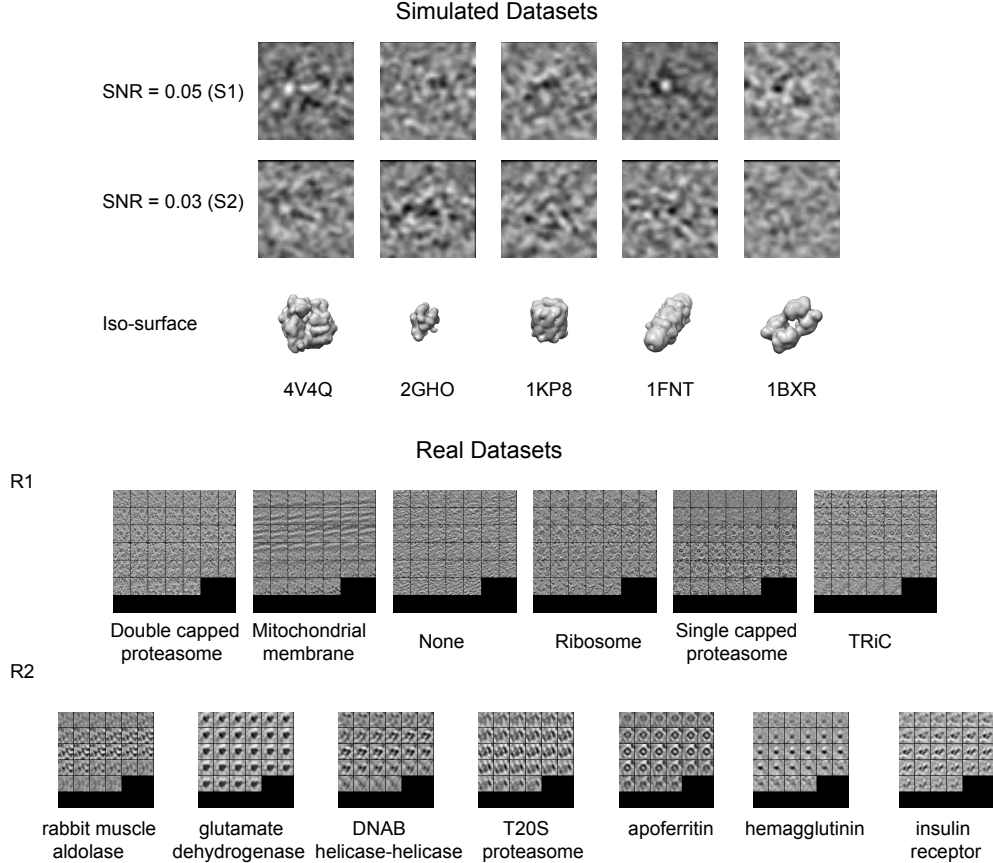 Simulated Datasets
SNR = 0.05 (S1)
SNR = 0.03 (S2)
Iso-surface
4V4Q 2GHO 1KP8 1FNT 1BXR
Real Datasets
R1
Double capped proteasome
Mitochondrial membrane
None
Ribosome
Single capped proteasome
TRiC
R2
rabbit muscle aldolase
glutamate dehydrogenase
DNAB helicase-helicase
T20S proteasome
apoferritin
hemagglutinin
insulin receptor